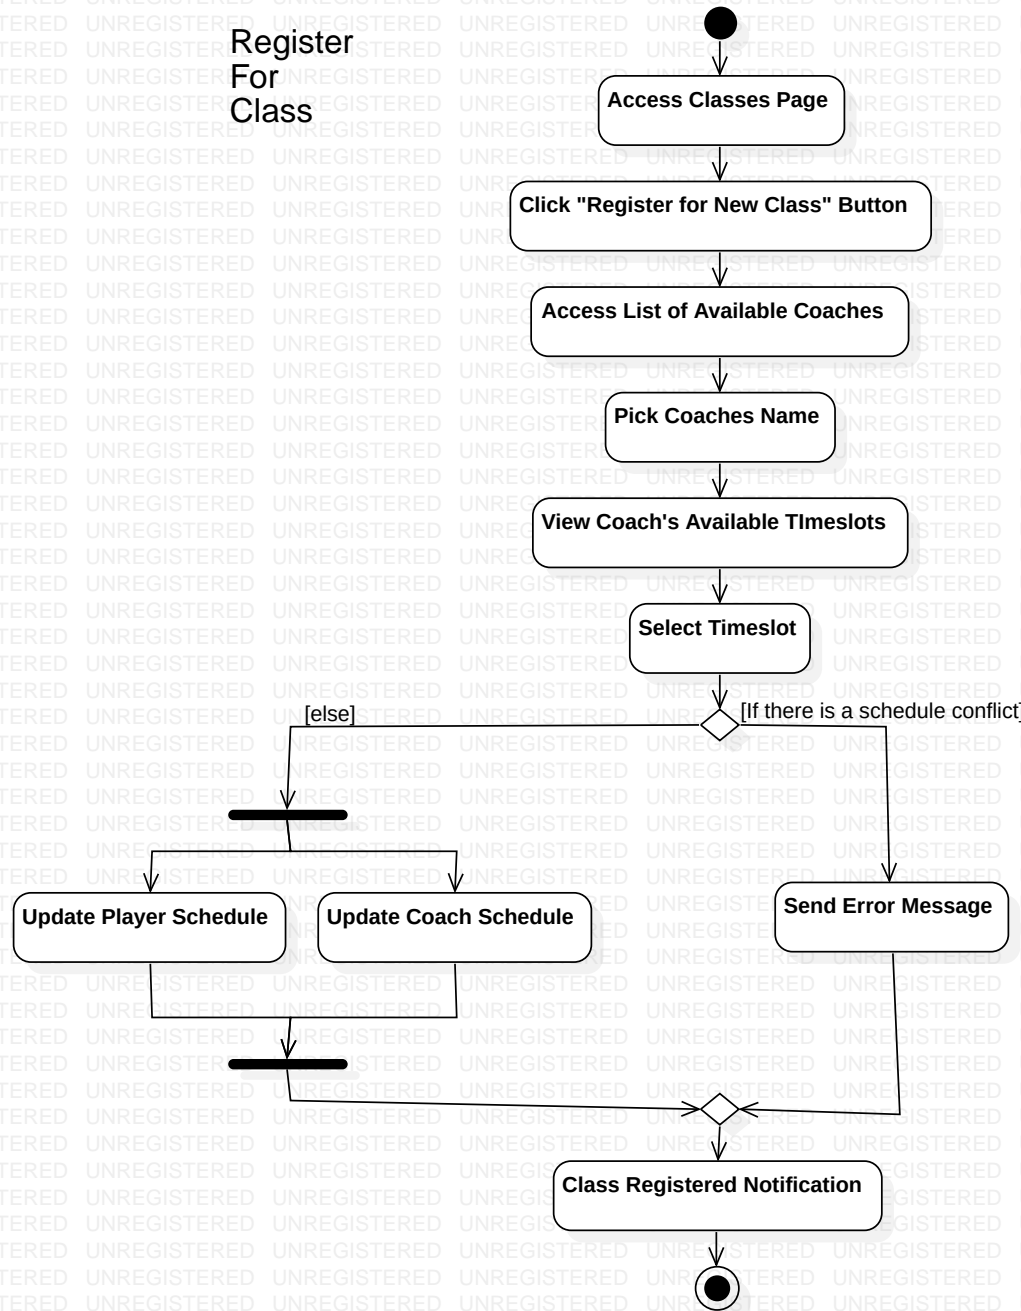 Register
For
Class
Access Classes Page
Click "Register for New Class" Button
Access List of Available Coaches
Pick Coaches Name
View Coach's Available TImeslots
Select Timeslot
[else]
[If there is a schedule conflict]
Update Player Schedule
Update Coach Schedule
Send Error Message
Class Registered Notification
UNREGISTERED